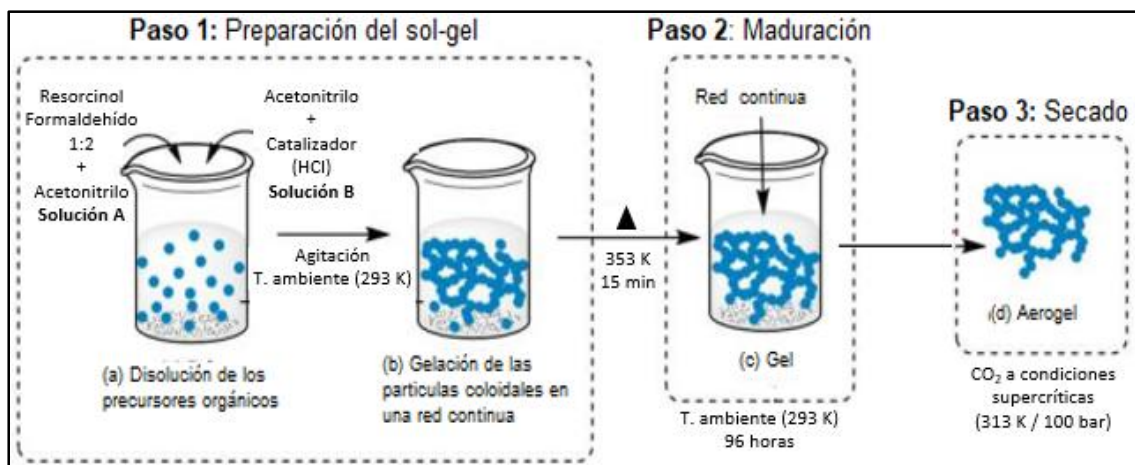 Paso 1: Preparación del sol-gel
Resorcinol
Formaldehído
1:2
+
Acetonitrilo
Solución A
Acetonitrilo
+
Catalizador
(HCl)
Solución B
Agitación
T. ambiente (293 K)
(a) Disolución de los
precursores orgánicos
(b) Gelación de las
particulas coloidales en
una red continua
353 K
15 min
Paso 2: Maduración
Red continua
(c) Gel
T. ambiente (293 K)
96 horas
Paso 3: Secado
(d) Aerogel
CO₂ a condiciones
supercríticas
(313 K / 100 bar)